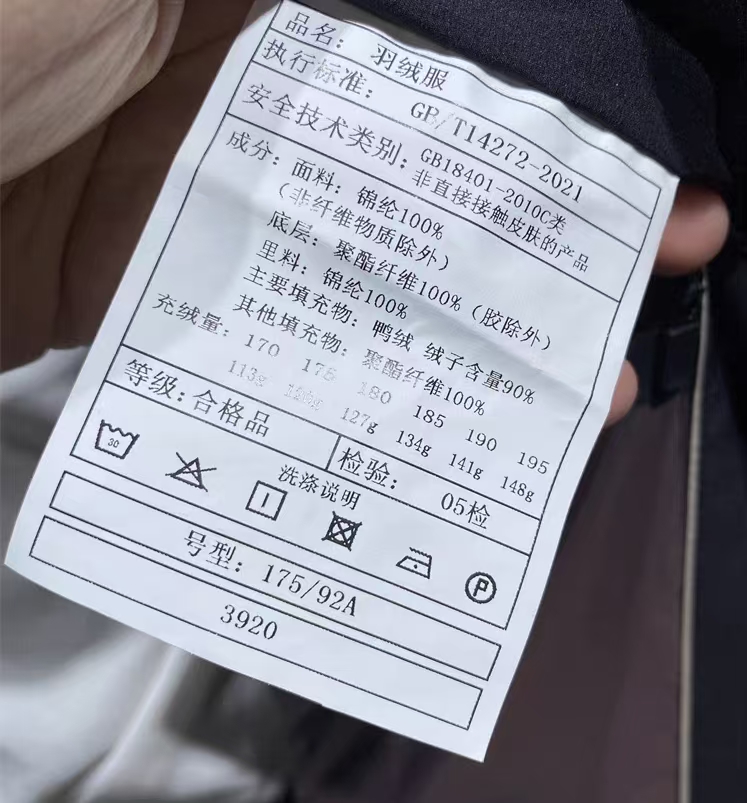 品名: 羽绒服
执行标准: GB/T14272-2021
安全技术类别: GB18401-2010C类
非直接接触皮肤的产品
成分: 面料: 锦纶100%
(非纤维物质除外)
底层: 聚酯纤维100%(胶除外)
里料: 锦纶100%
主要填充物: 鸭绒 绒子含量90%
其他填充物: 聚酯纤维100%
充绒量: 170 175 180 185 190 195
113g 127g 134g 141g 148g
等级: 合格品
检验: 05检
洗涤说明
30
P
号型: 175/92A
3920